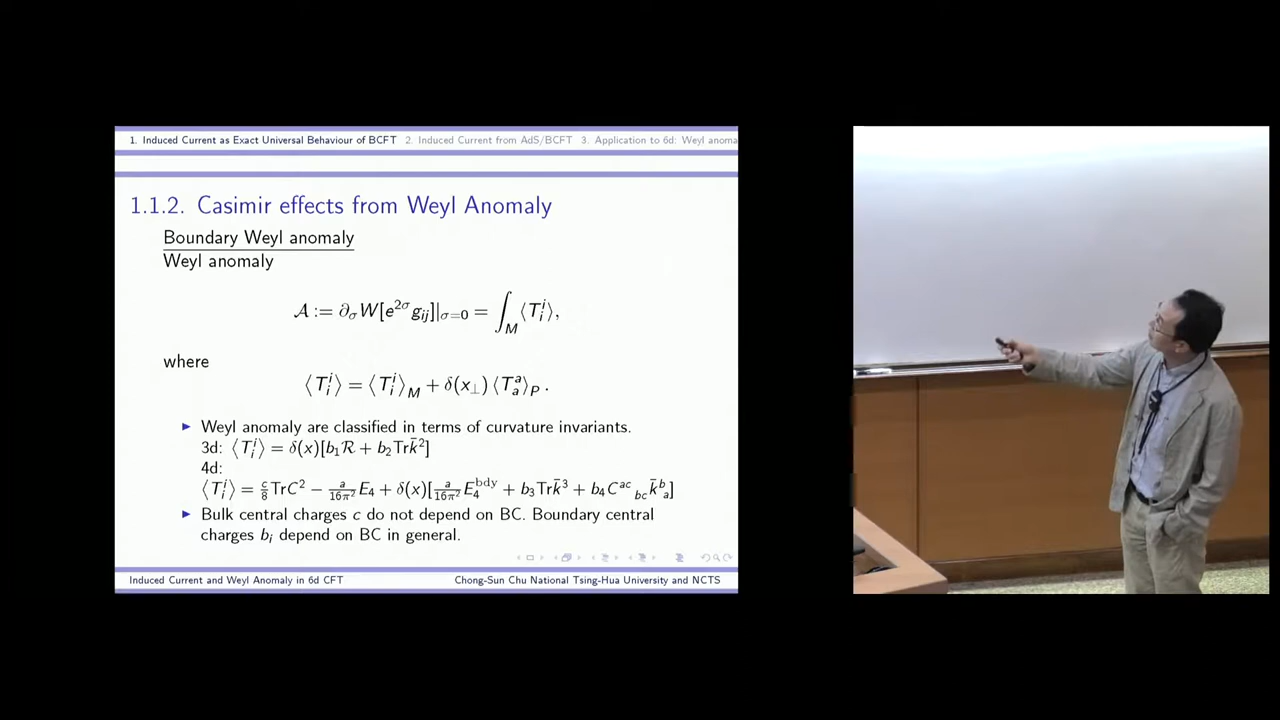 1. Induced Current as Exact Universal Behaviour of BCFT 2. Induced Current from AdS/BCFT 3. Application to 6d: Weyl anoma
1.1.2. Casimir effects from Weyl Anomaly
Boundary Weyl anomaly
Weyl anomaly
𝒜 := ∂_σ W[e^{2σ} g_{ij}]|_{σ=0} = ∫_M ⟨T^i_i⟩,
where
⟨T^i_i⟩ = ⟨T^i_i⟩_M + δ(x_⊥) ⟨T^a_a⟩_P .
▶ Weyl anomaly are classified in terms of curvature invariants.
3d: ⟨T^i_i⟩ = δ(x)[b_1 ℛ + b_2 Tr k̄^2]
4d:
⟨T^i_i⟩ = c/8 Tr C^2 − a/16π^2 E_4 + δ(x)[a/16π^2 E_4^{bdy} + b_3 Tr k̄^3 + b_4 C^{ac}_{bc} k̄^b_a]
▶ Bulk central charges c do not depend on BC. Boundary central
charges b_i depend on BC in general.
Induced Current and Weyl Anomaly in 6d CFT Chong-Sun Chu National Tsing-Hua University and NCTS